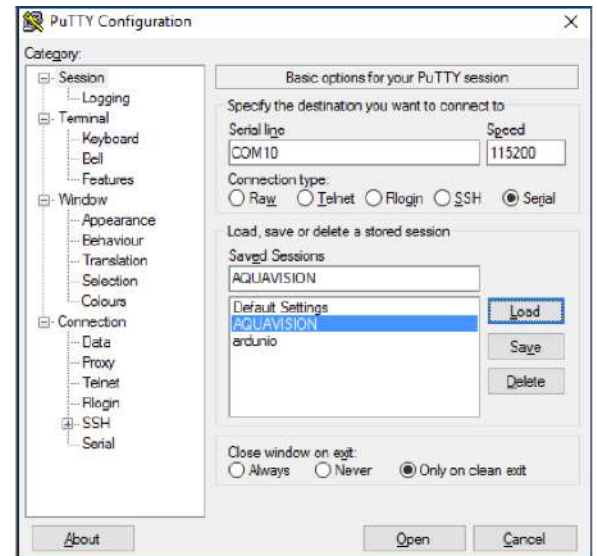 PuTTY Configuration
Category:
Session
Logging
Terminal
Keyboard
Bell
Features
Window
Appearance
Behaviour
Translation
Selection
Colours
Connection
Data
Proxy
Telnet
Rlogin
SSH
Serial
Basic options for your PuTTY session
Specify the destination you want to connect to
Serial line Speed
COM10 115200
Connection type:
Raw Telnet Rlogin SSH Serial
Load, save or delete a stored session
Saved Sessions
AQUAVISION
Default Settings
AQUAVISION
ardunio
Load
Save
Delete
Close window on exit:
Always Never Only on clean exit
About Open Cancel